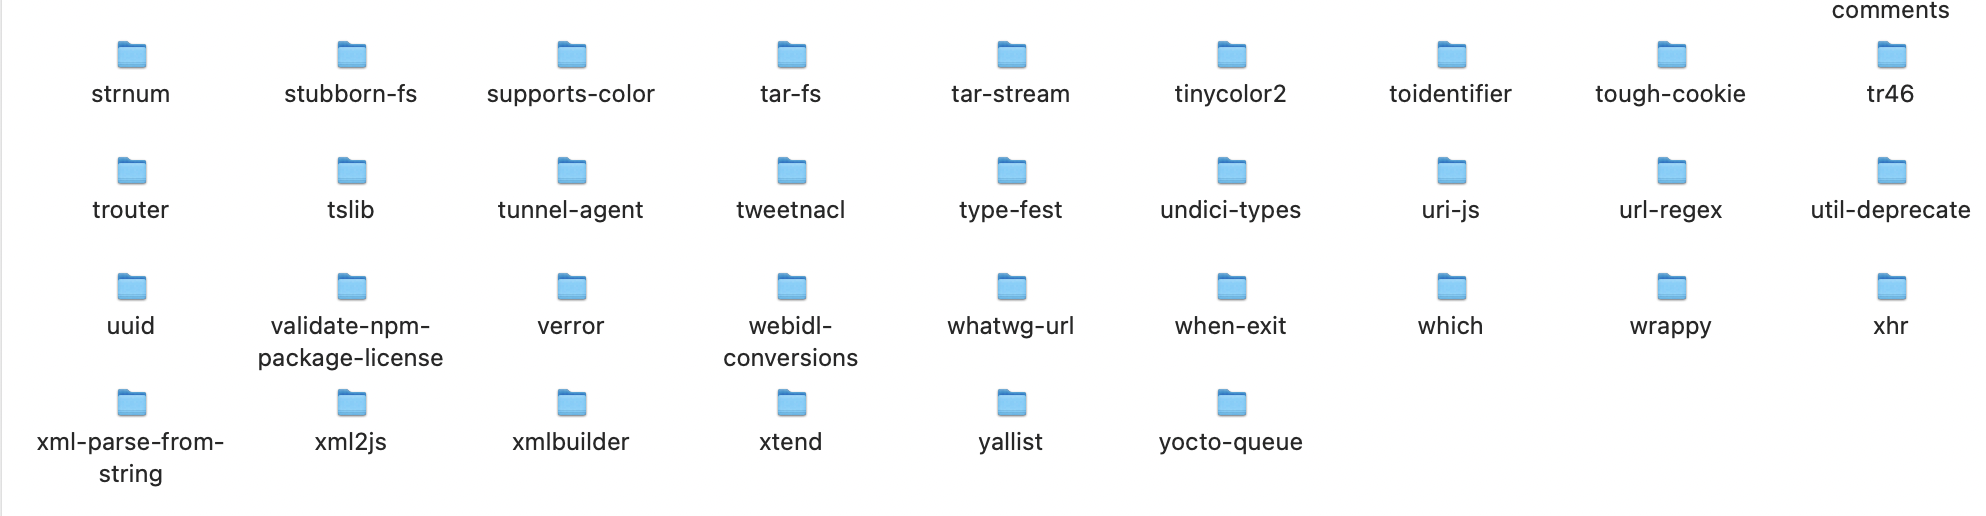 comments
strnum
stubborn-fs
supports-color
tar-fs
tar-stream
tinycolor2
toidentifier
tough-cookie
tr46
trouter
tslib
tunnel-agent
tweetnacl
type-fest
undici-types
uri-js
url-regex
util-deprecate
uuid
validate-npm-
package-license
verror
webidl-
conversions
whatwg-url
when-exit
which
wrappy
xhr
xml-parse-from-
string
xml2js
xmlbuilder
xtend
yallist
yocto-queue